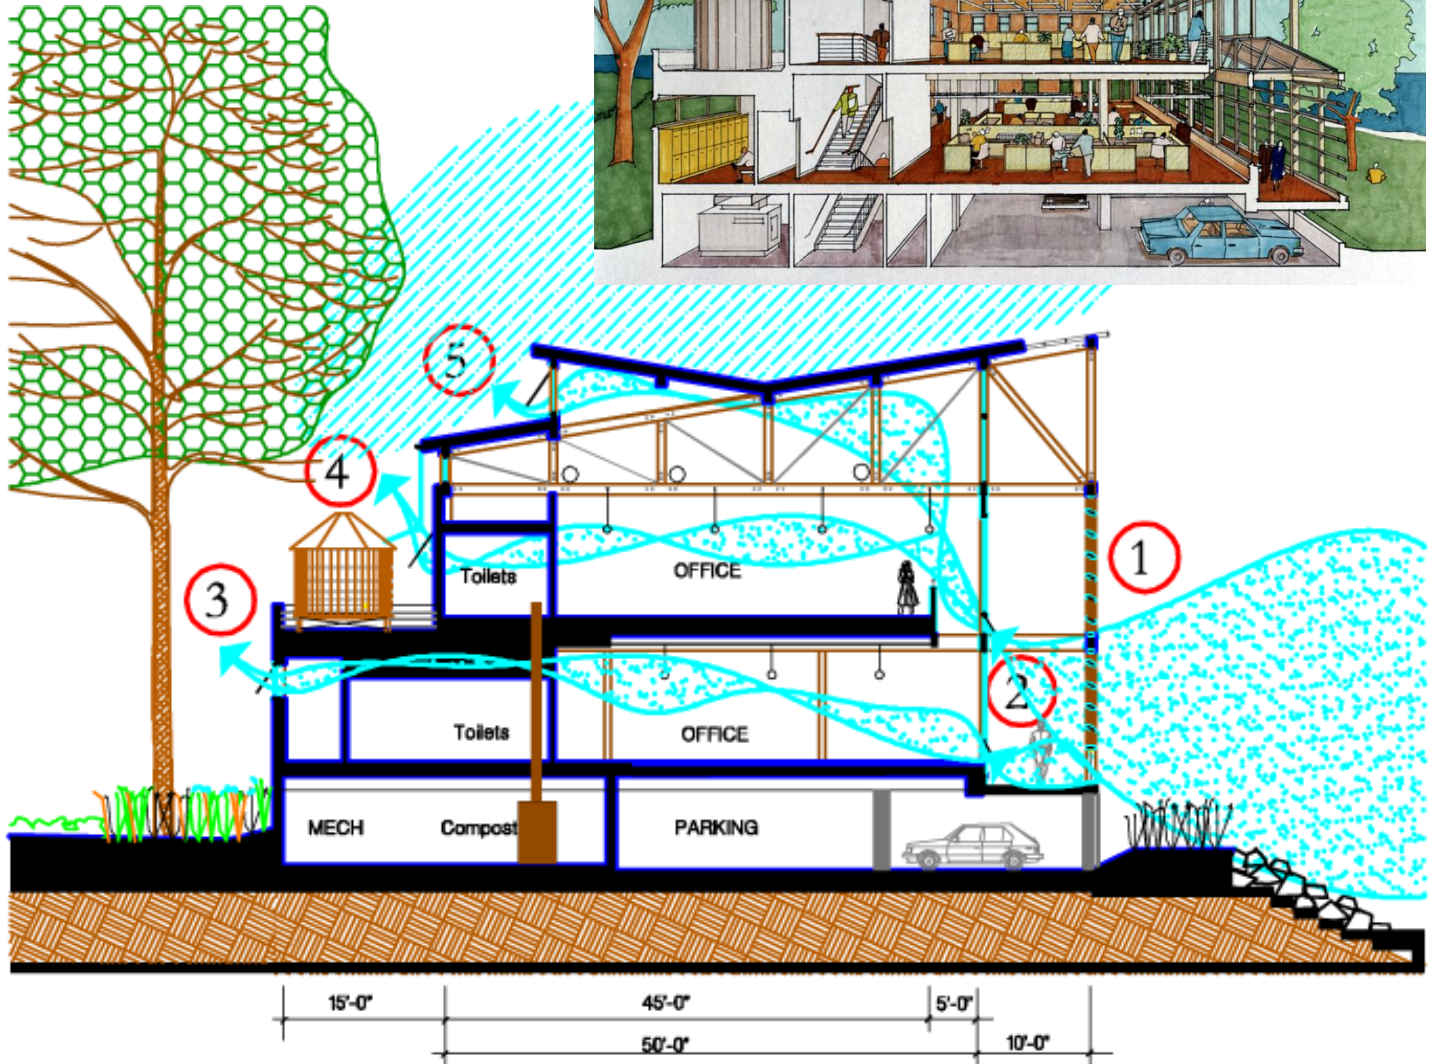 5
4
1
3
Toilets
OFFICE
2
Toilets
OFFICE
MECH
Compost
PARKING
15'-0"
45'-0"
5'-0"
50'-0"
10'-0"